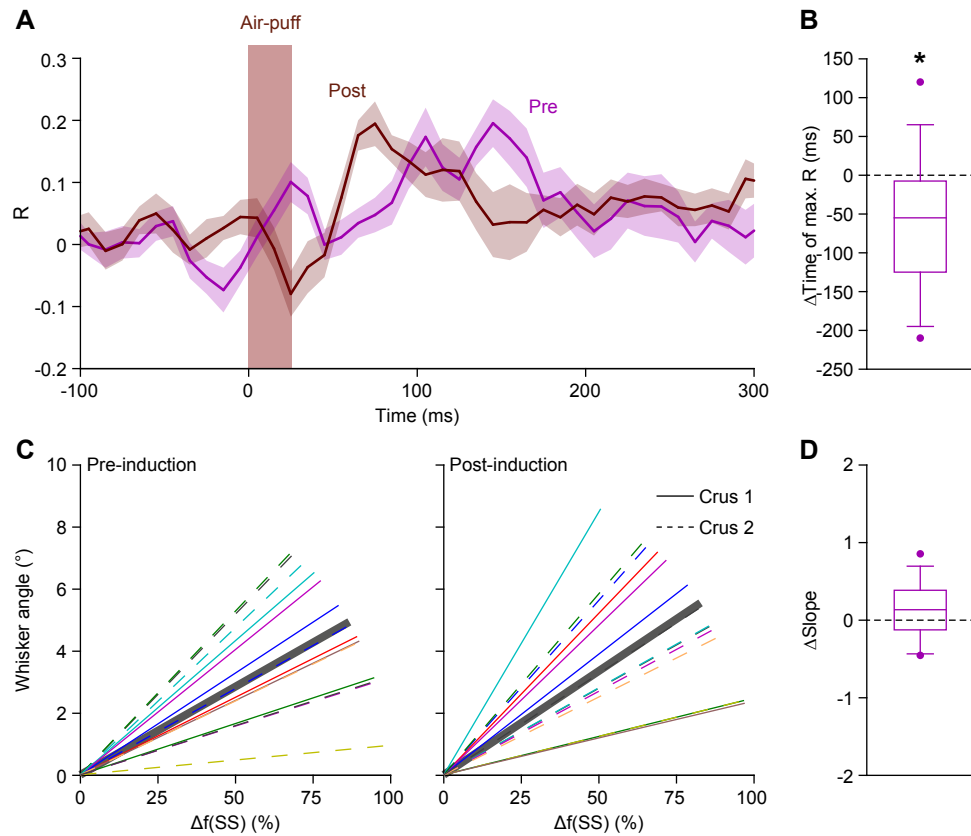 A
Air-puff
0.3
0.2
0.1
0
-0.1
-0.2
R
Post
Pre
-100
0
100
200
300
Time (ms)
B
*
150
100
50
0
-50
-100
-150
-200
-250
ΔTime of max. R (ms)
C
Pre-induction
10
8
6
4
2
0
Whisker angle (°)
0
25
50
75
100
Δf(SS) (%)
Post-induction
Crus 1
Crus 2
0
25
50
75
100
Δf(SS) (%)
D
2
1
0
-1
-2
ΔSlope